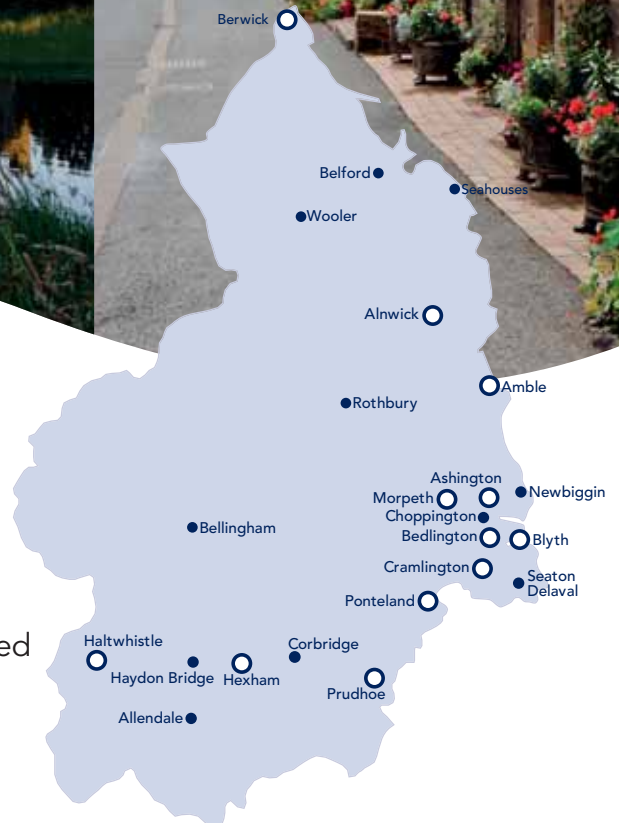 Berwick
Belford
Seahouses
Wooler
Alnwick
Amble
Rothbury
Ashington
Newbiggin
Morpeth
Choppington
Bellingham
Bedlington
Blyth
Cramlington
Seaton
Delaval
Ponteland
ed
Haltwhistle
Corbridge
Haydon Bridge
Hexham
Prudhoe
Allendale